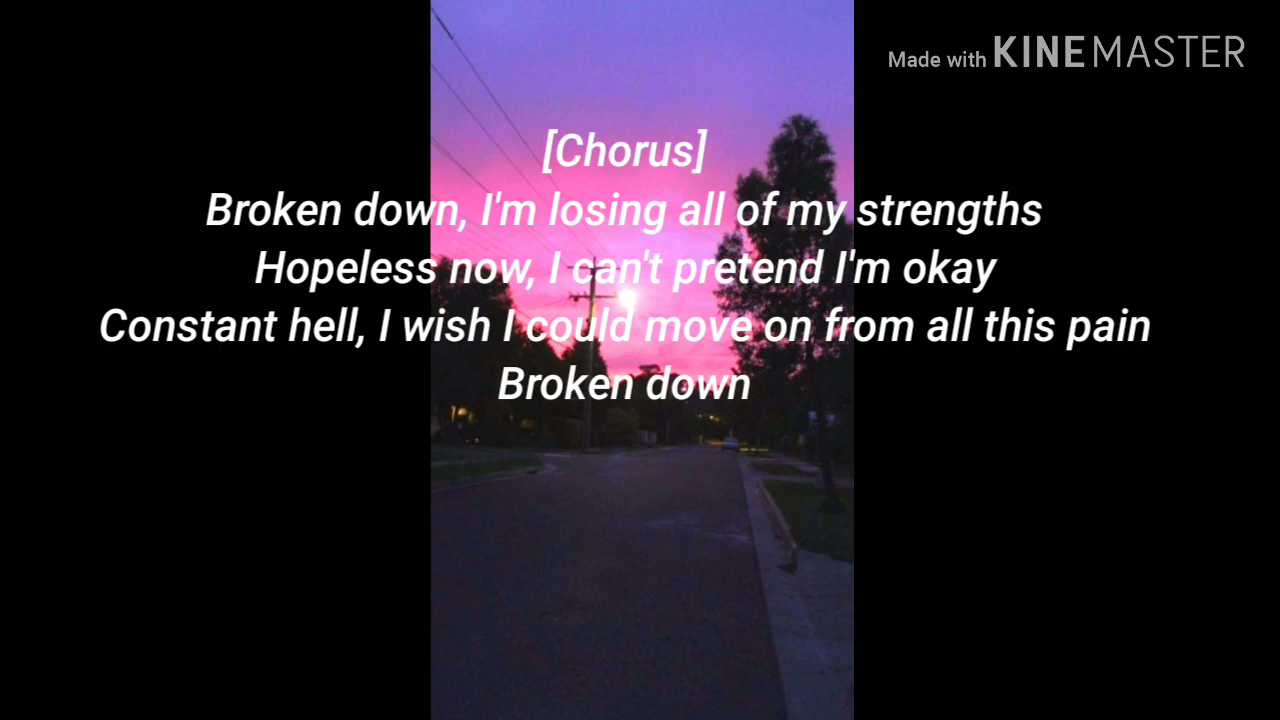 Made with KINEMASTER
[Chorus]
Broken down, I'm losing all of my strengths
Hopeless now, I can't pretend I'm okay
Constant hell, I wish I could move on from all this pain
Broken down